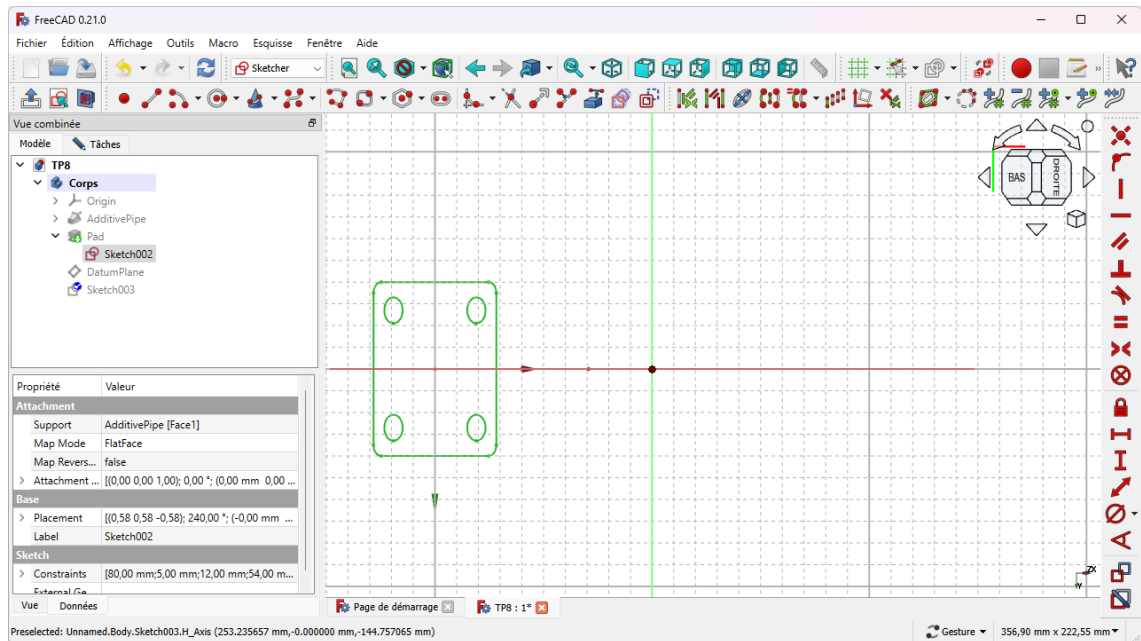 FreeCAD 0.21.0
Fichier Édition Affichage Outils Macro Esquisse Fenêtre Aide
Sketcher
»
Vue combinée
Modèle Tâches
TP8
Corps
Origin
AdditivePipe
Pad
Sketch002
DatumPlane
Sketch003
BAS DROITE
Propriété Valeur
Attachment
Support AdditivePipe [Face1]
Map Mode FlatFace
Map Revers... false
Attachment ... [(0,00 0,00 1,00); 0,00 °; (0,00 mm 0,00 ...
Base
Placement [(0,58 0,58 -0,58); 240,00 °; (-0,00 mm ...
Label Sketch002
Sketch
Constraints [80,00 mm;5,00 mm;12,00 mm;54,00 m...
External Ge...
ZX
Y
Vue Données
Page de démarrage TP8 : 1*
Preselected: Unnamed.Body.Sketch003.H_Axis (253.235657 mm,-0.000000 mm,-144.757065 mm)
Gesture 356,90 mm x 222,55 mm